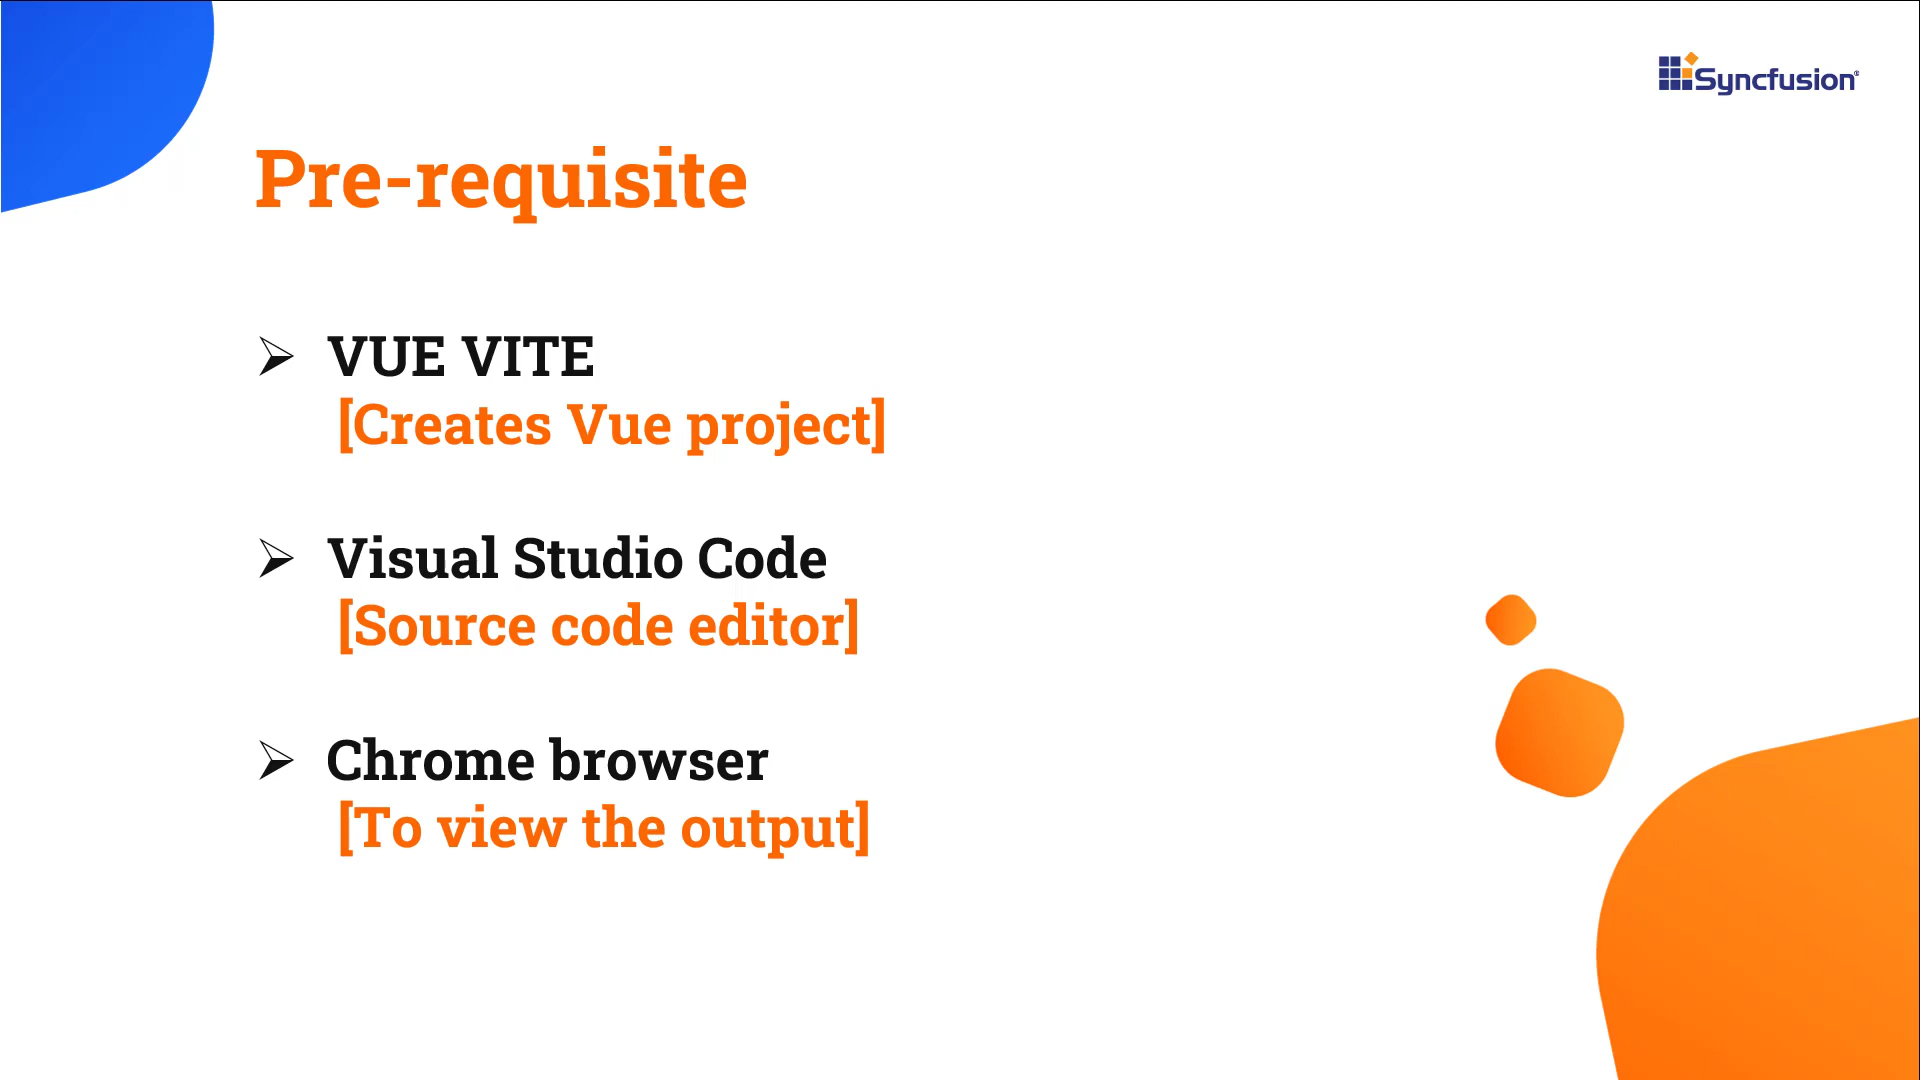 Syncfusion®
Pre-requisite
➢ VUE VITE
[Creates Vue project]
➢ Visual Studio Code
[Source code editor]
➢ Chrome browser
[To view the output]